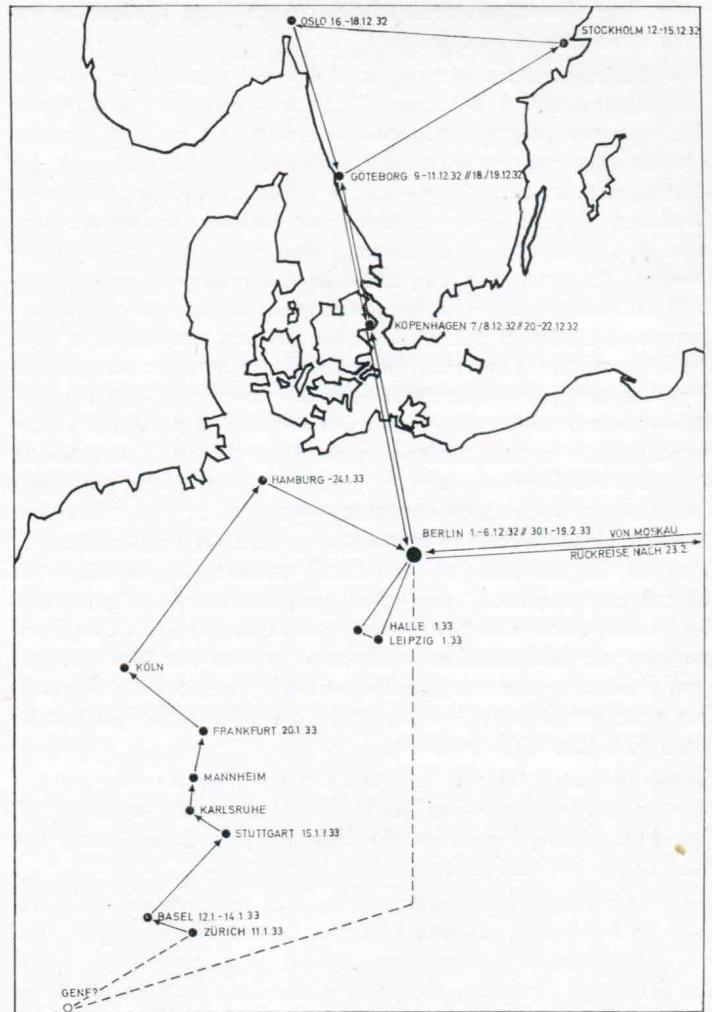 OSLO 16.-18.12.32
STOCKHOLM 12.-15.12.32
GÖTEBORG 9.-11.12.32 // 18./19.12.32
KOPENHAGEN 7./8.12.32 // 20.-22.12.32
HAMBURG -24.1.33
BERLIN 1.-6.12.32 // 30.1.-19.2.33
VON MOSKAU
RÜCKREISE NACH 23.2.
HALLE 1.33
LEIPZIG 1.33
KÖLN
FRANKFURT 20.1.33
MANNHEIM
KARLSRUHE
STUTTGART 15.1.f 33
BASEL 12.1.-14.1.33
ZÜRICH 11.1.33
GENF?